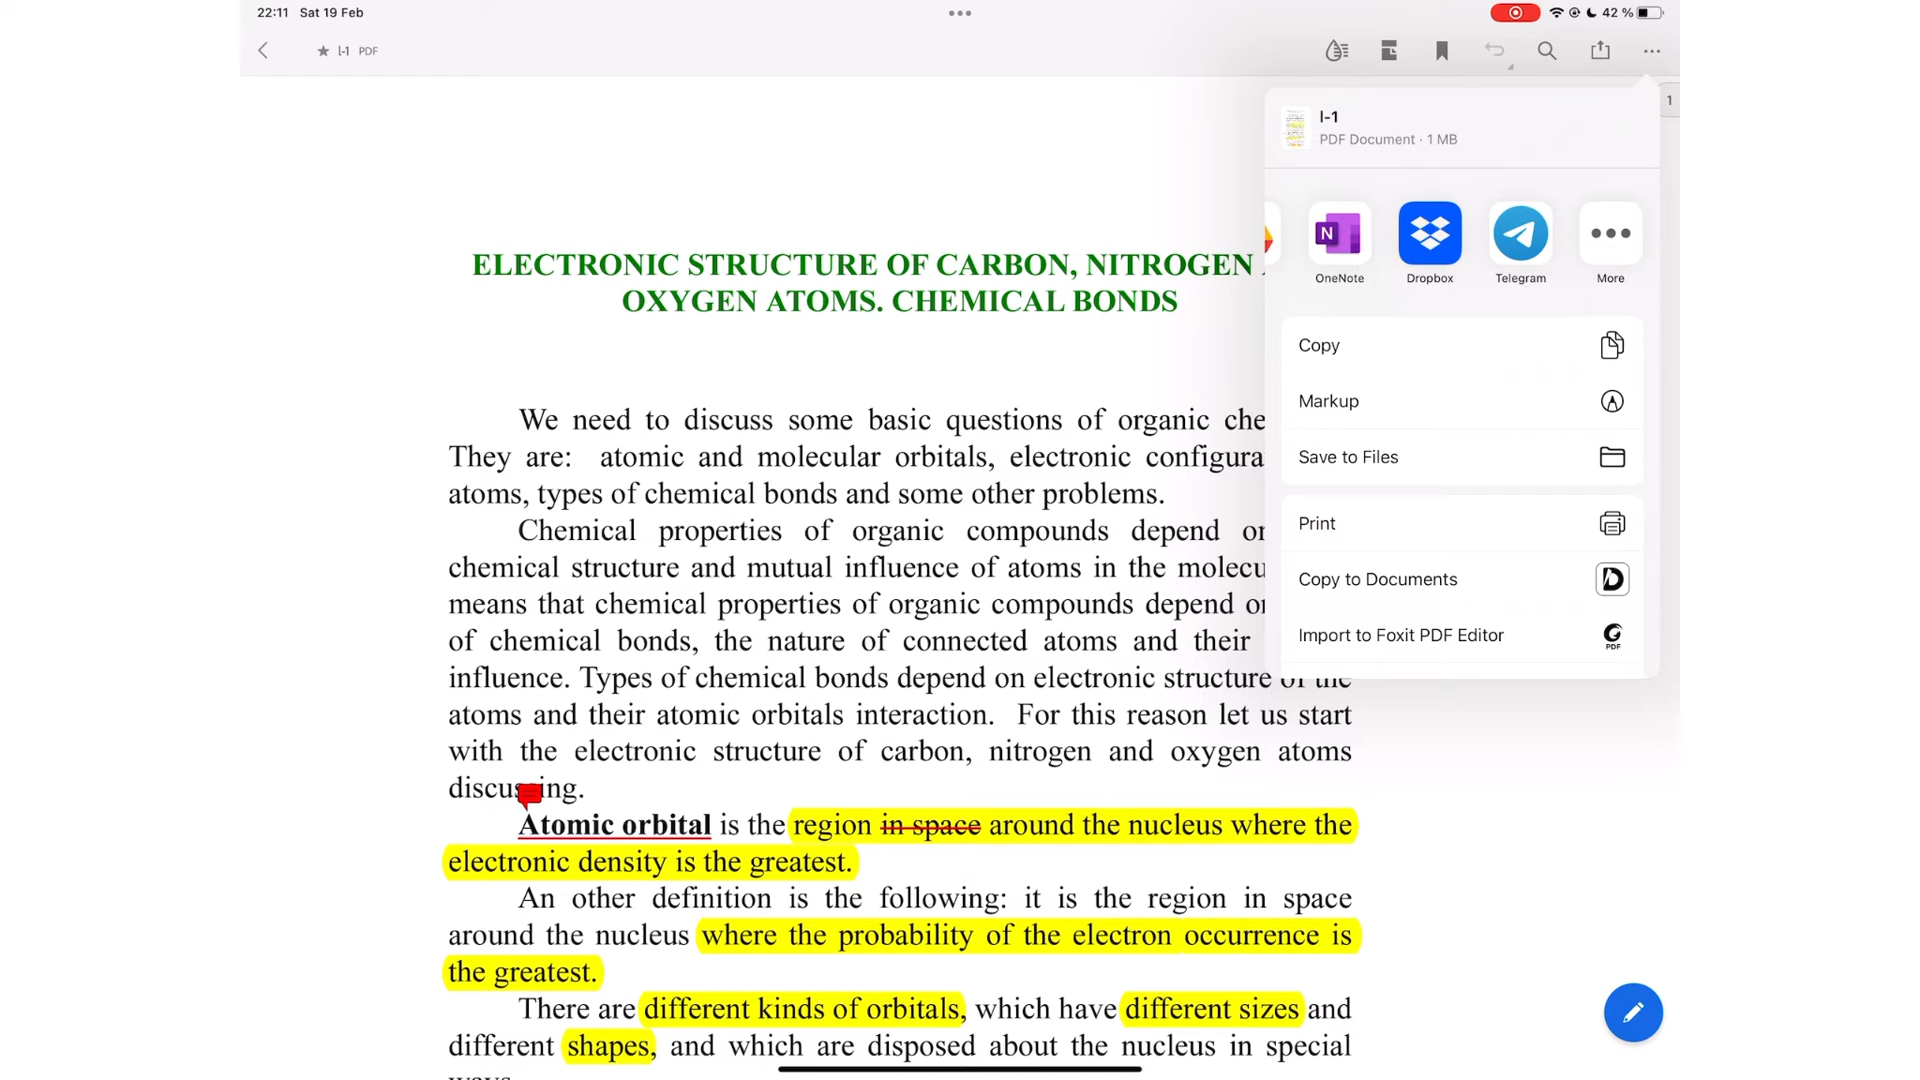 22:11 Sat 19 Feb
42 %
l-1 PDF
1
l-1
PDF Document · 1 MB
N
OneNote
Dropbox
Telegram
More
Copy
Markup
Save to Files
Print
Copy to Documents
Import to Foxit PDF Editor
PDF
ELECTRONIC STRUCTURE OF CARBON, NITROGEN
OXYGEN ATOMS. CHEMICAL BONDS
We need to discuss some basic questions of organic che
They are: atomic and molecular orbitals, electronic configura
atoms, types of chemical bonds and some other problems.
Chemical properties of organic compounds depend on
chemical structure and mutual influence of atoms in the molecu
means that chemical properties of organic compounds depend on
of chemical bonds, the nature of connected atoms and their
influence. Types of chemical bonds depend on electronic structure of the
atoms and their atomic orbitals interaction. For this reason let us start
with the electronic structure of carbon, nitrogen and oxygen atoms
discussing.
Atomic orbital is the region in space around the nucleus where the
electronic density is the greatest.
An other definition is the following: it is the region in space
around the nucleus where the probability of the electron occurrence is
the greatest.
There are different kinds of orbitals, which have different sizes and
different shapes, and which are disposed about the nucleus in special
ways.